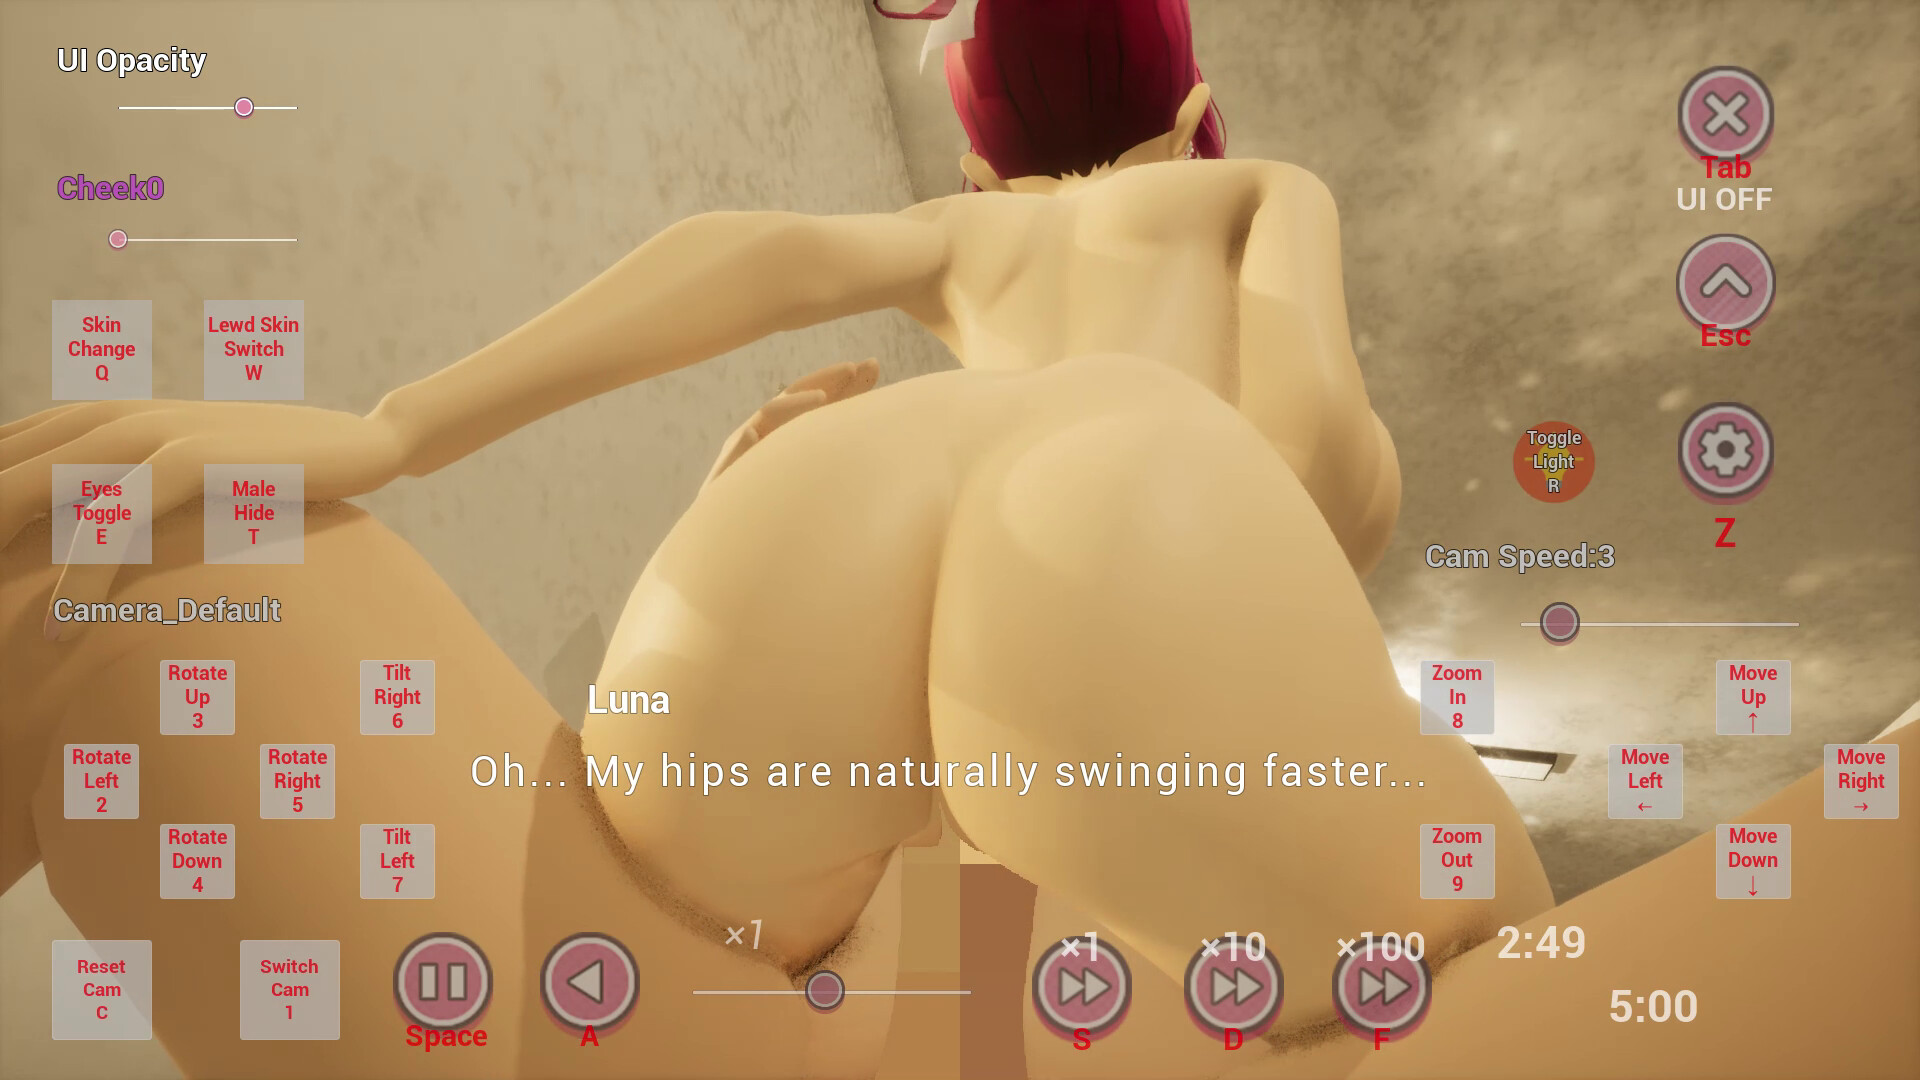 UI Opacity
Cheek0
Skin
Change
Q
Lewd Skin
Switch
W
Eyes
Toggle
E
Male
Hide
T
Camera_Default
Rotate
Up
3
Tilt
Right
6
Rotate
Left
2
Rotate
Right
5
Rotate
Down
4
Tilt
Left
7
Reset
Cam
C
Switch
Cam
1
Space
A
×1
Luna
Oh... My hips are naturally swinging faster...
×1
S
×10
D
×100
F
2:49
5:00
Tab
UI OFF
Esc
Toggle
Light
R
Z
Cam Speed:3
Zoom
In
8
Move
Up
↑
Move
Left
←
Move
Right
→
Zoom
Out
9
Move
Down
↓